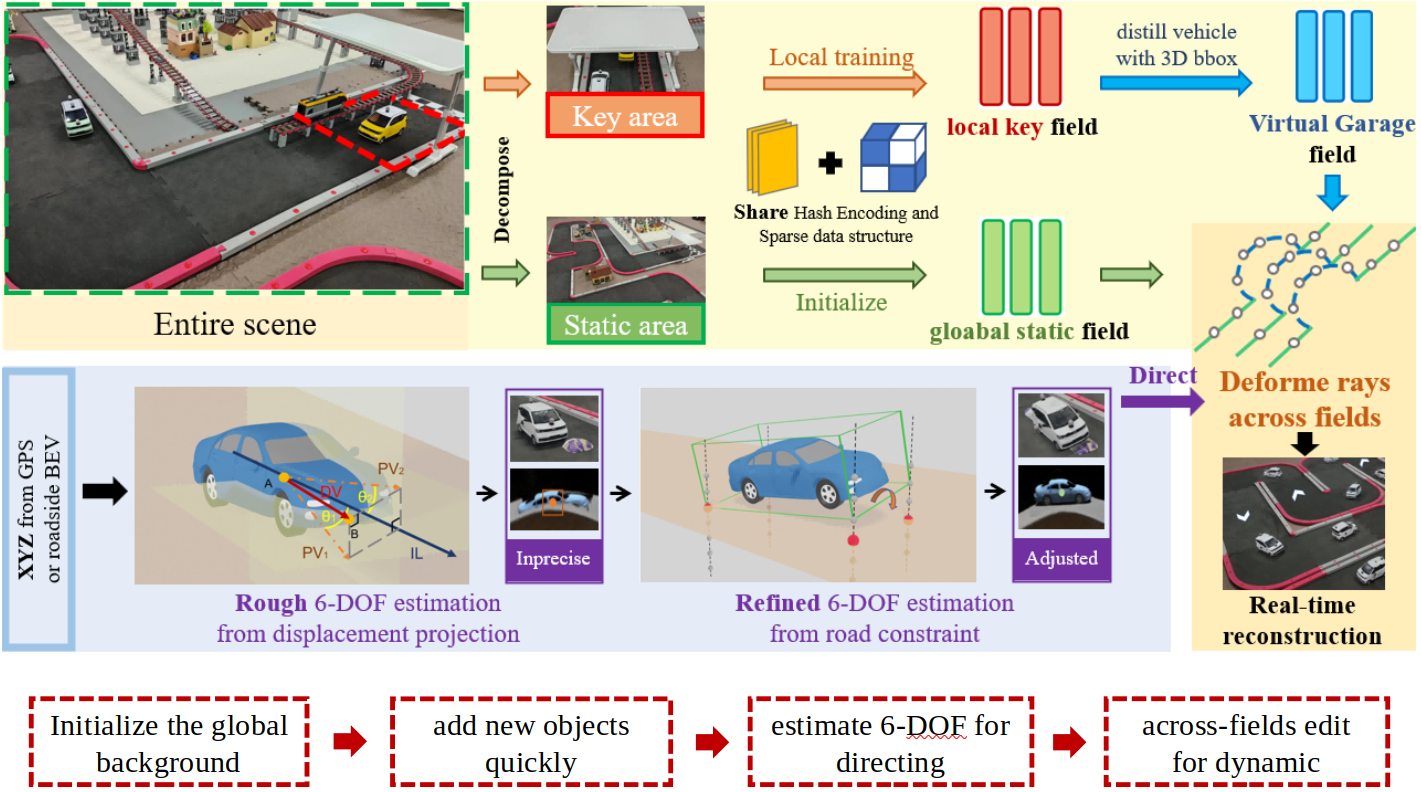 Entire scene
Decompose
Key area
Static area
Local training
Share Hash Encoding and
Sparse data structure
Initialize
local key field
gloabal static field
distill vehicle
with 3D bbox
Virtual Garage
field
Direct
Deforme rays
across fields
Real-time
reconstruction
XYZ from GPS
or roadside BEV
A
DV
B
θ1
θ2
PV1
PV2
IL
Inprecise
Rough 6-DOF estimation
from displacement projection
Adjusted
Refined 6-DOF estimation
from road constraint
Initialize the global
background
add new objects
quickly
estimate 6-DOF for
directing
across-fields edit
for dynamic